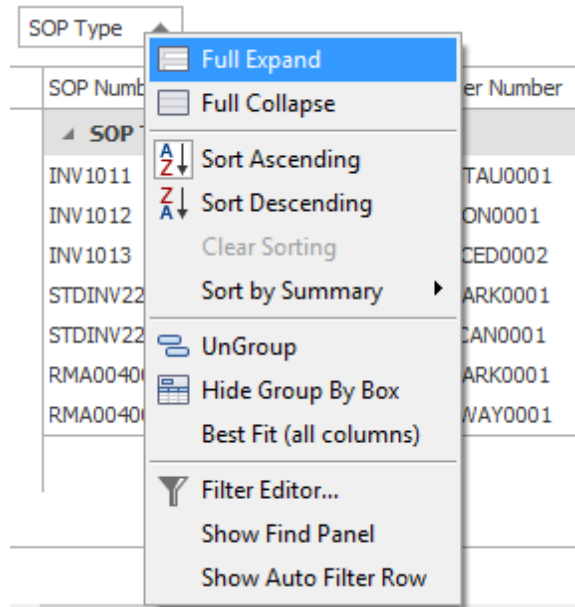 SOP Type
Full Expand
SOP Numb er Number
Full Collapse
SOP
Sort Ascending
INV1011 TAU0001
Sort Descending
INV1012 ON0001
Clear Sorting
INV1013 CED0002
Sort by Summary
STDINV22 ARK0001
UnGroup
STDINV22 CAN0001
Hide Group By Box
RMA0040 ARK0001
Best Fit (all columns)
RMA0040 WAY0001
Filter Editor...
Show Find Panel
Show Auto Filter Row